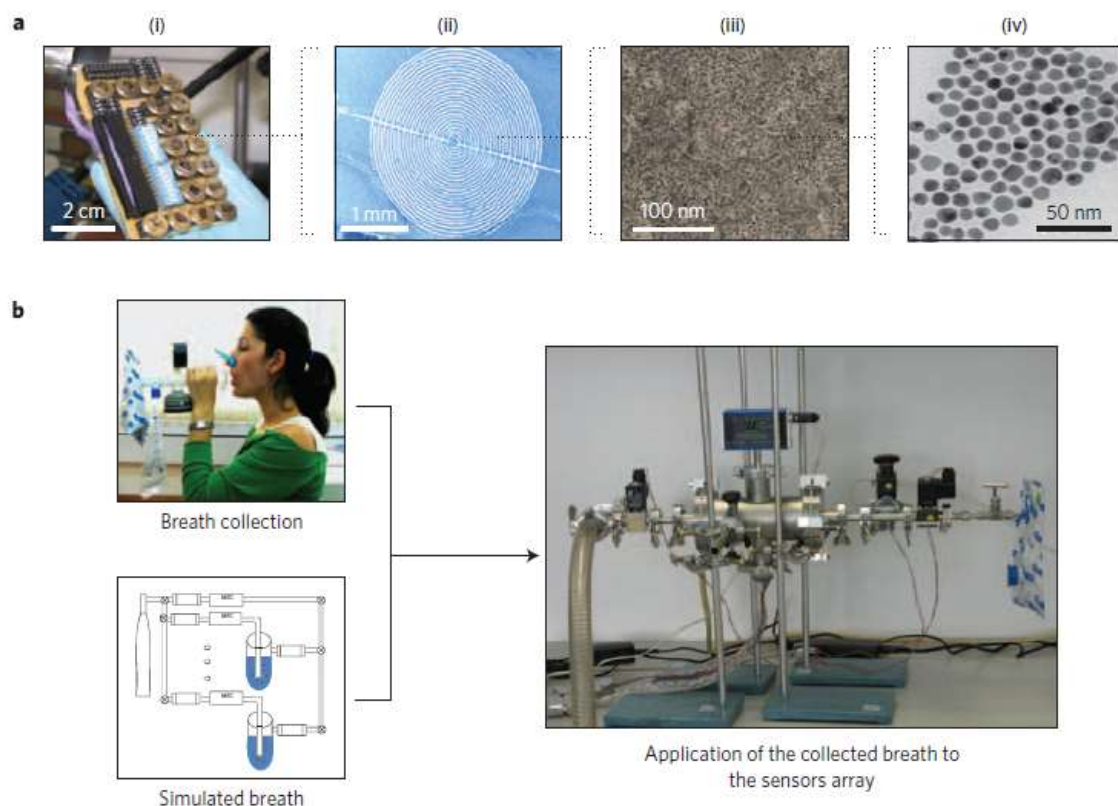 a
(i)
(ii)
(iii)
(iv)
2 cm
1 mm
100 nm
50 nm
b
Breath collection
Simulated breath
Application of the collected breath to
the sensors array